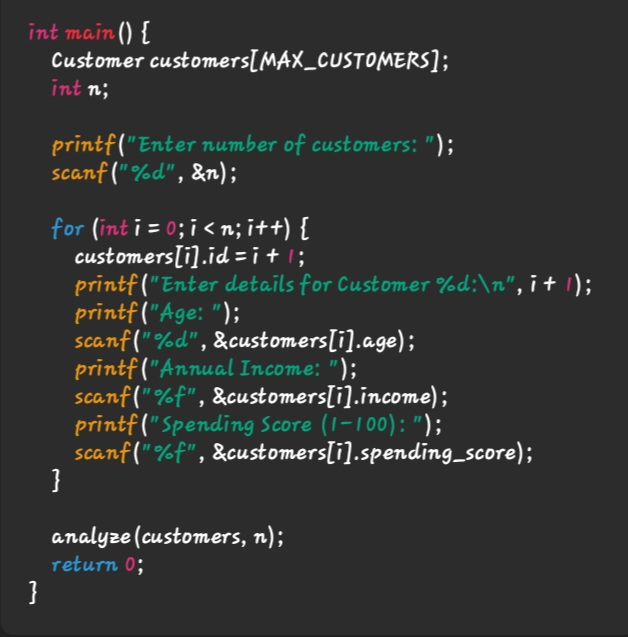 int main() {
Customer customers[MAX_CUSTOMERS];
int n;
printf("Enter number of customers: ");
scanf("%d", &n);
for (int i = 0; i < n; i++) {
customers[i].id = i + 1;
printf("Enter details for Customer %d:\n", i + 1);
printf("Age: ");
scanf("%d", &customers[i].age);
printf("Annual Income: ");
scanf("%f", &customers[i].income);
printf("Spending Score (1-100): ");
scanf("%f", &customers[i].spending_score);
}
analyze(customers, n);
return 0;
}